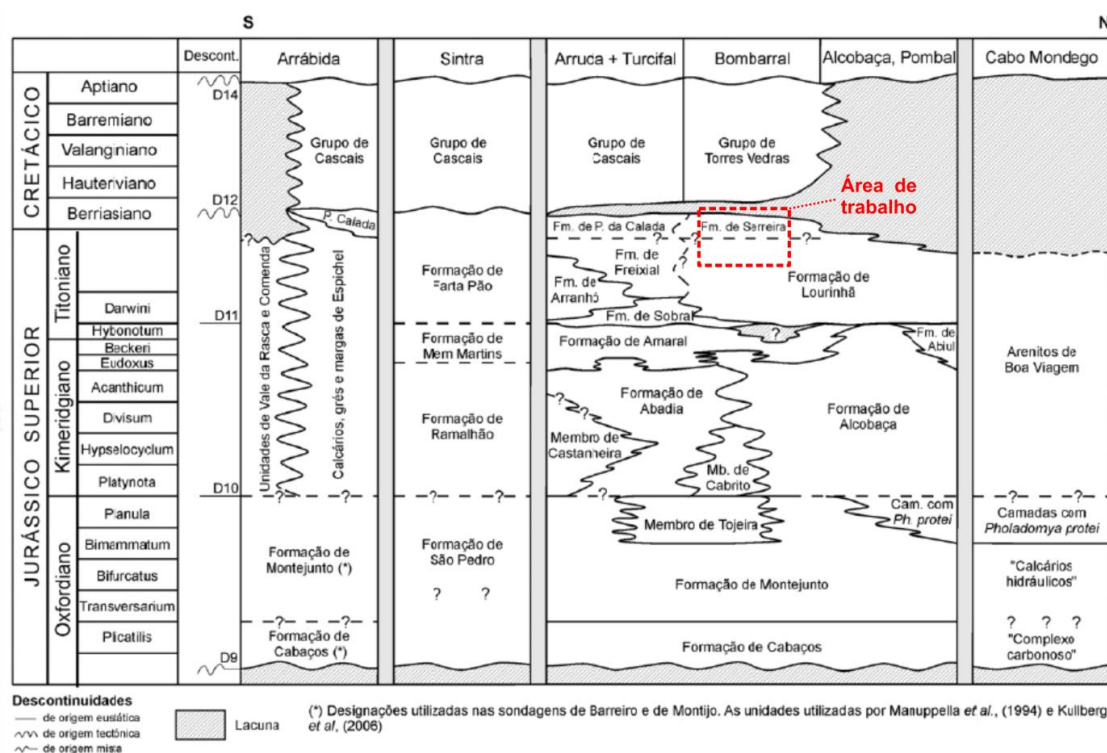 S
N
Descont.
Arrábida
Sintra
Arruca + Turcifal
Bombarral
Alcobaça, Pombal
Cabo Mondego
CRETÁCICO
Aptiano
Barremiano
Valanginiano
Hauteriviano
Berriasiano
JURÁSSICO SUPERIOR
Titoniano
Darwini
Hybonotum
Kimeridgiano
Beckeri
Eudoxus
Acanthicum
Divisum
Hypselocyclum
Platynota
Oxfordiano
Planula
Bimammatum
Bifurcatus
Transversarium
Plicatilis
D14
D12
D11
D10
D9
Grupo de
Cascais
P. Calada
?
Unidades de Vale da Rasca e Comenda
Calcários, grés e margas de Espichel
? ?
Formação de
Montejunto (*)
? ?
Formação de
Cabaços (*)
Grupo de
Cascais
Formação de
Farta Pão
Formação de
Mem Martins
Formação de
Ramalhão
? ?
Formação de
São Pedro
? ?
Grupo de
Cascais
Grupo de
Torres Vedras
Área de
trabalho
Fm. de P. da Calada
Fm. de Serreira
? ? ?
Fm. de
Freixial
?
Fm. de
Arranhó
Formação de
Lourinhã
Fm. de Sobral
Formação de Amaral
?
Fm. de
Abiul
Formação de
Abadia
Formação de
Alcobaça
? ?
Membro de
Castanheira
Mb. de
Cabrito
?
Cam. com
Ph. protei
Membro de Tojeira
Formação de Montejunto
Formação de Cabaços
Arenitos de
Boa Viagem
? ?
Camadas com
Pholadomya protei
"Calcários
hidráulicos"
? ? ?
"Complexo
carbonoso"
Descontinuidades
de origem eustática
de origem tectónica
de origem mista
Lacuna
(*) Designações utilizadas nas sondagens de Barreiro e de Montijo. As unidades utilizadas por Manuppella et al., (1994) e Kullberg
et al, (2006)